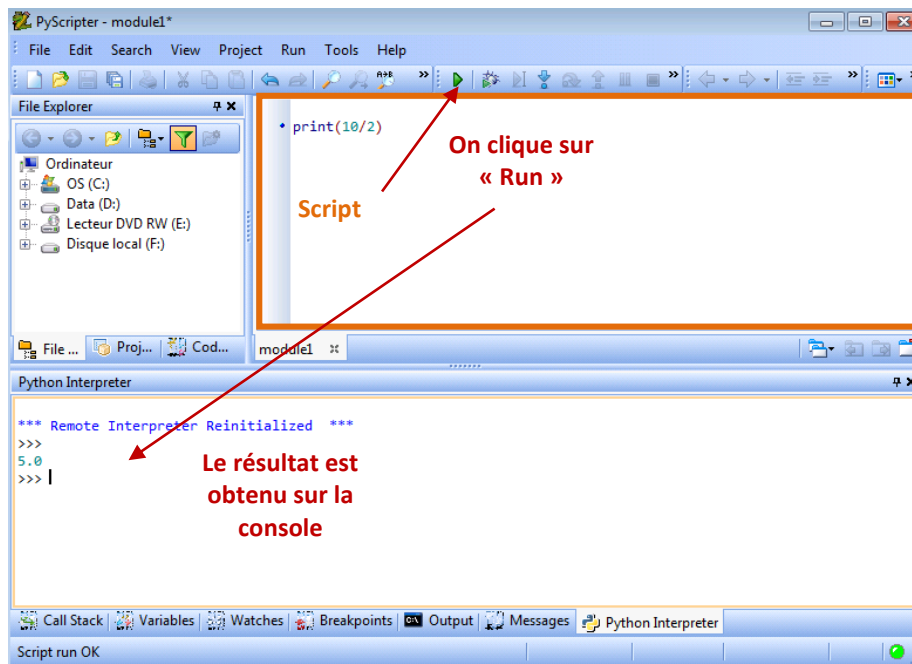 PyScripter - module1*
File Edit Search View Project Run Tools Help
File Explorer
Ordinateur
OS (C:)
Data (D:)
Lecteur DVD RW (E:)
Disque local (F:)
File ... Proj... Cod...
print(10/2)
On clique sur
« Run »
Script
module1
Python Interpreter
*** Remote Interpreter Reinitialized ***
>>>
5.0
>>>
Le résultat est
obtenu sur la
console
Call Stack Variables Watches Breakpoints Output Messages Python Interpreter
Script run OK